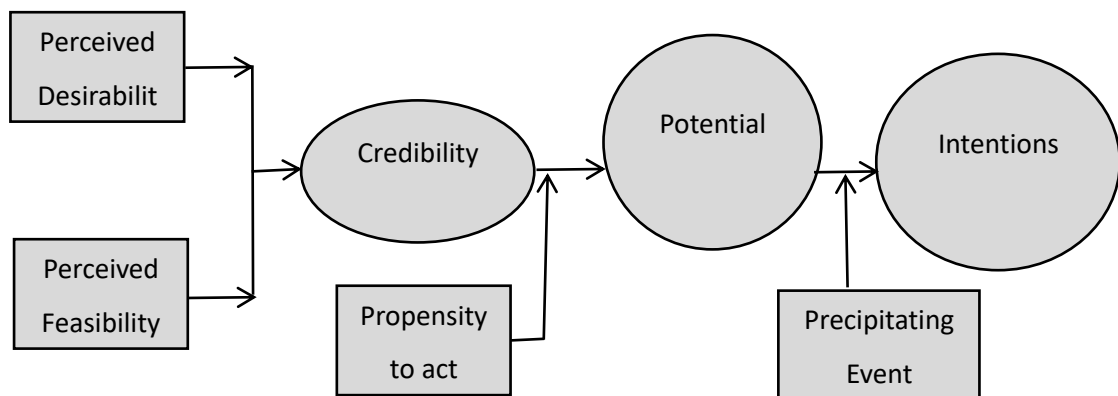 Perceived
Desirabilit
Perceived
Feasibility
Credibility
Propensity
to act
Potential
Precipitating
Event
Intentions